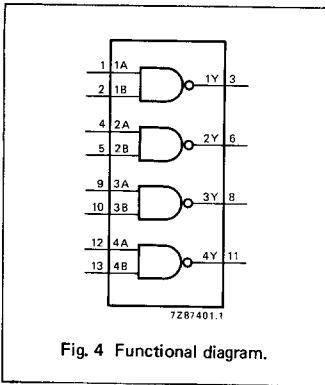 1 1A 1Y 3
2 1B
4 2A 2Y 6
5 2B
9 3A 3Y 8
10 3B
12 4A 4Y 11
13 4B
7Z87401.1
Fig. 4 Functional diagram.